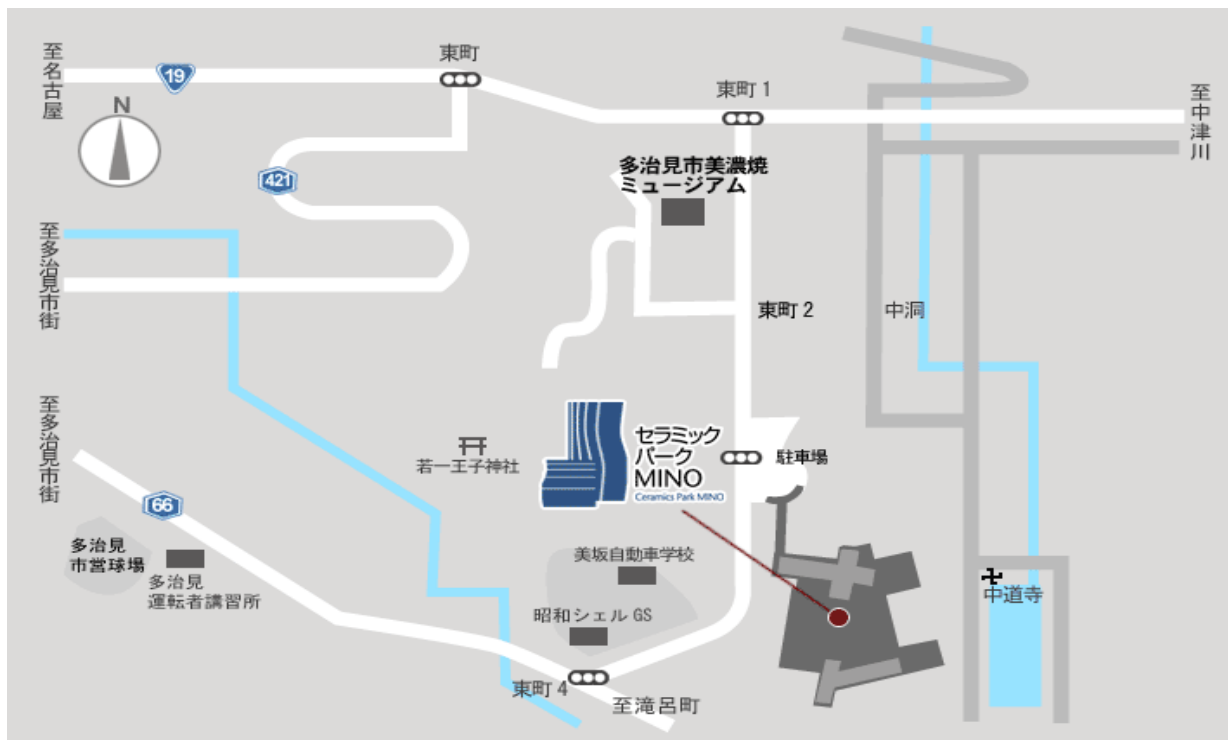 至名古屋
19
東町
東町 1
至中津川
N
421
多治見市美濃焼
ミュージアム
至多治見市街
東町 2
中洞
至多治見市街
66
若一王子神社
セラミック
パーク
MINO
Ceramics Park MINO
駐車場
多治見
市営球場
多治見
運転者講習所
美坂自動車学校
昭和シェル GS
中道寺
東町 4
至滝呂町